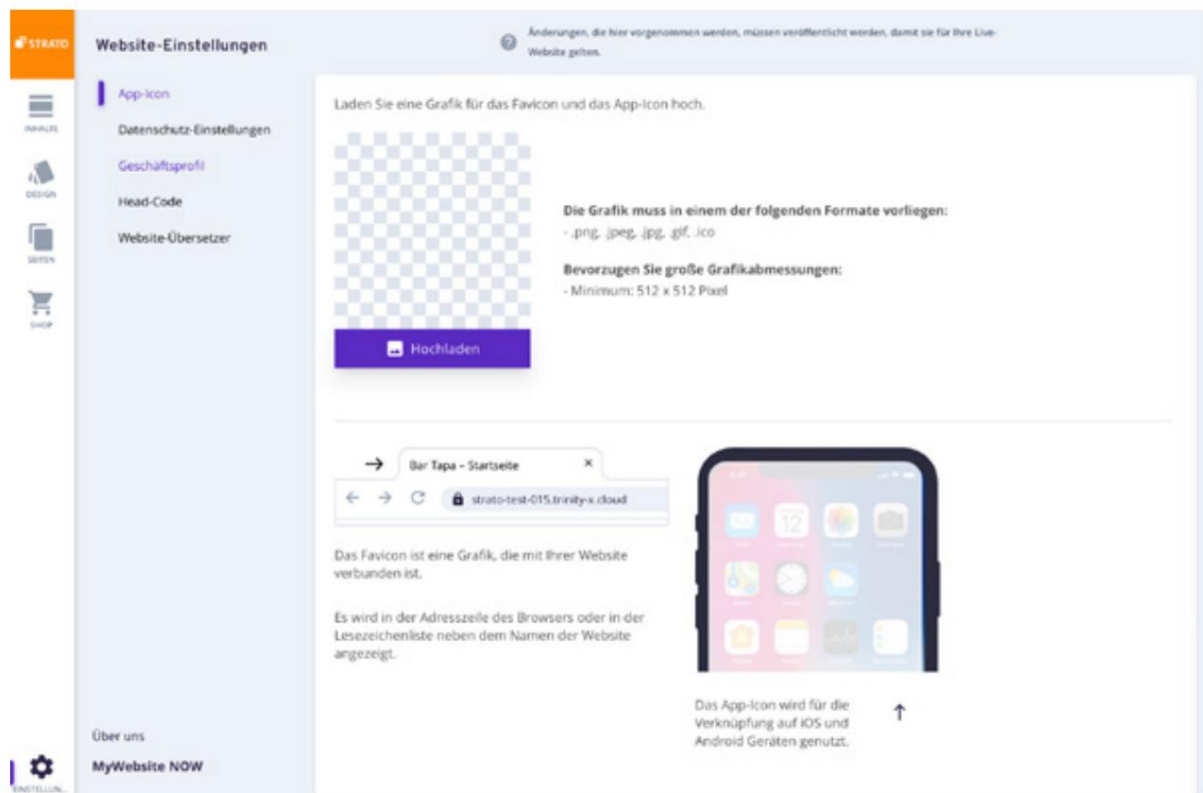 STRATO
Website-Einstellungen
Änderungen, die hier vorgenommen werden, müssen veröffentlicht werden, damit sie für Ihre Live-
Website gelten.
INHALTE
DESIGN
SEITEN
SHOP
App-Icon
Datenschutz-Einstellungen
Geschäftsprofil
Head-Code
Website-Übersetzer
Laden Sie eine Grafik für das Favicon und das App-Icon hoch.
Die Grafik muss in einem der folgenden Formate vorliegen:
- .png, .jpeg, .jpg, .gif, .ico
Bevorzugen Sie große Grafikabmessungen:
- Minimum: 512 x 512 Pixel
Hochladen
Bar Tapa – Startseite
strato-test-015.trinity-x.cloud
Das Favicon ist eine Grafik, die mit Ihrer Website
verbunden ist.
Es wird in der Adresszeile des Browsers oder in der
Lesezeichenliste neben dem Namen der Website
angezeigt.
12
Das App-Icon wird für die
Verknüpfung auf iOS und
Android Geräten genutzt.
Über uns
MyWebsite NOW
EINSTELLUN...